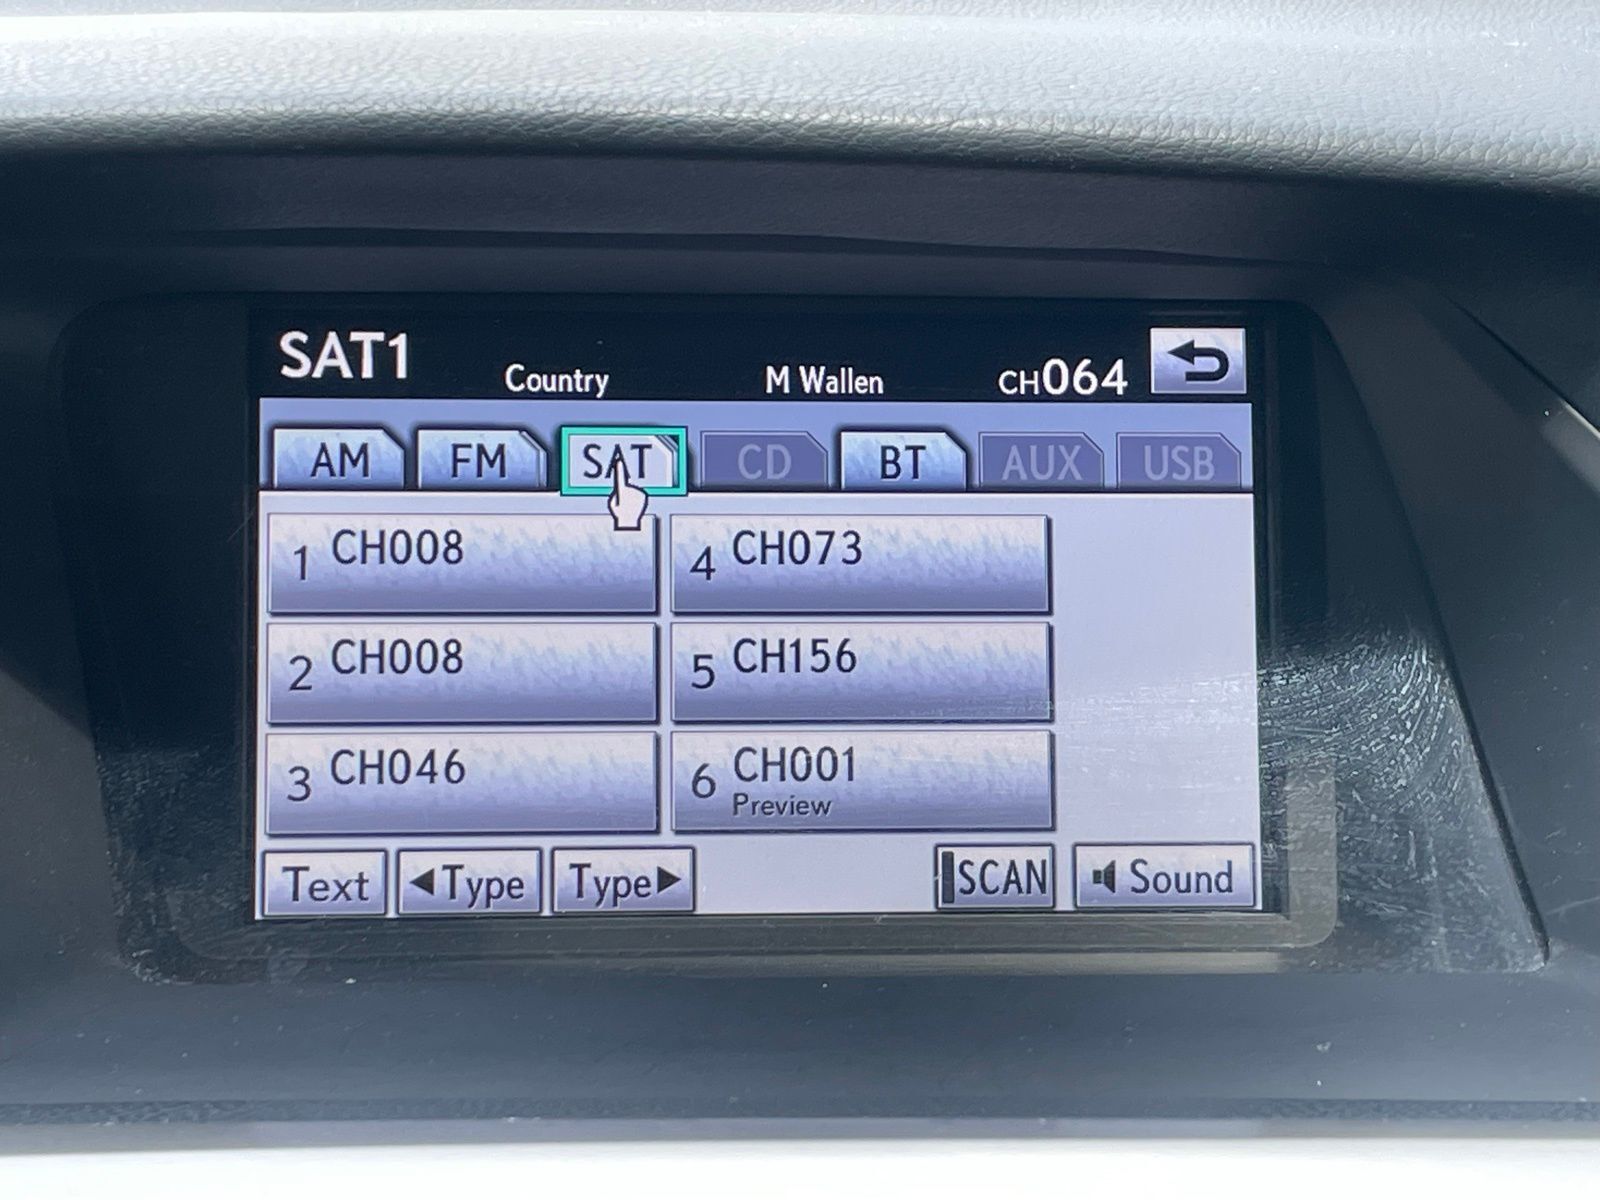 SAT1 Country M Wallen CH064
AM FM SAT CD BT AUX USB
1 CH008
4 CH073
2 CH008
5 CH156
3 CH046
6 CH001
Preview
Text ◀Type Type▶ SCAN Sound